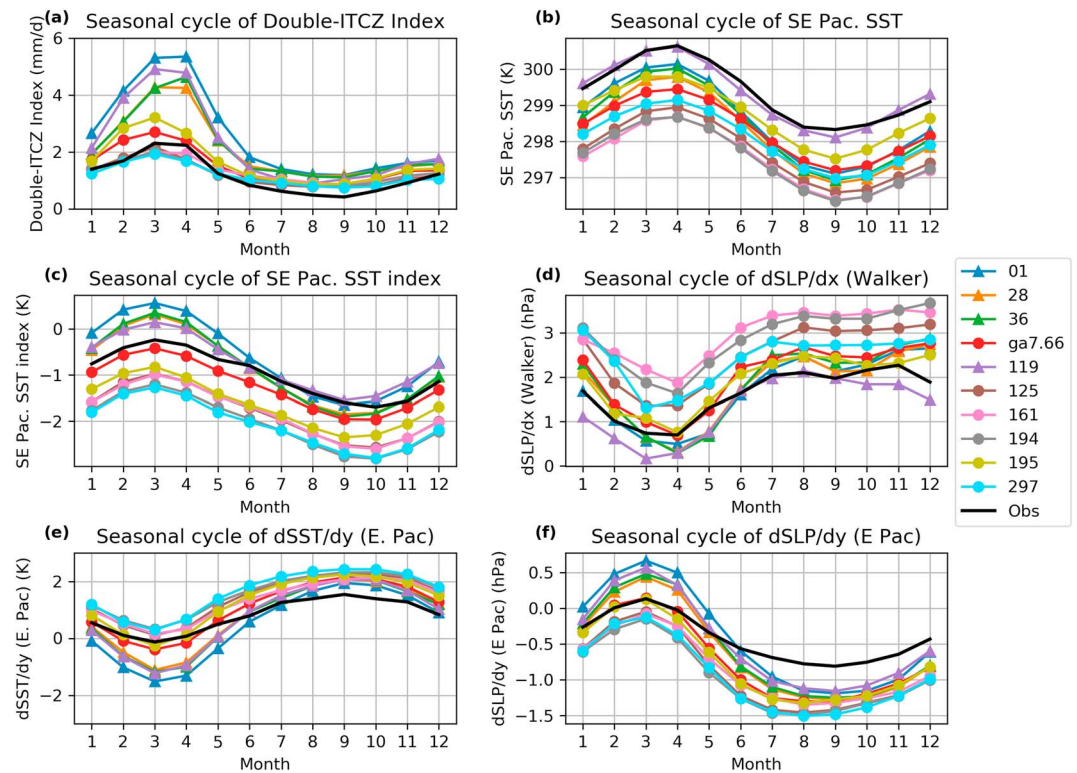 (a)
Seasonal cycle of Double-ITCZ Index
Double-ITCZ Index (mm/d)
6
4
2
0
1 2 3 4 5 6 7 8 9 10 11 12
Month
(b)
Seasonal cycle of SE Pac. SST
SE Pac. SST (K)
300
299
298
297
1 2 3 4 5 6 7 8 9 10 11 12
Month
(c)
Seasonal cycle of SE Pac. SST index
SE Pac. SST index (K)
0
−1
−2
1 2 3 4 5 6 7 8 9 10 11 12
Month
(d)
Seasonal cycle of dSLP/dx (Walker)
dSLP/dx (Walker) (hPa)
3
2
1
0
1 2 3 4 5 6 7 8 9 10 11 12
Month
01
28
36
ga7.66
119
125
161
194
195
297
Obs
(e)
Seasonal cycle of dSST/dy (E. Pac)
dSST/dy (E. Pac) (K)
2
0
−2
1 2 3 4 5 6 7 8 9 10 11 12
Month
(f)
Seasonal cycle of dSLP/dy (E Pac)
dSLP/dy (E Pac) (hPa)
0.5
0.0
−0.5
−1.0
−1.5
1 2 3 4 5 6 7 8 9 10 11 12
Month